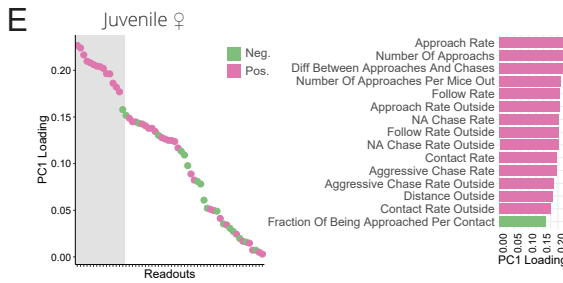 E
Juvenile ♀
Neg.
Pos.
0.20
0.15
0.10
0.05
0.00
PC1 Loading
Readouts
Approach Rate
Number Of Approachs
Diff Between Approaches And Chases
Number Of Approaches Per Mice Out
Follow Rate
Approach Rate Outside
NA Chase Rate
Follow Rate Outside
NA Chase Rate Outside
Contact Rate
Aggressive Chase Rate
Aggressive Chase Rate Outside
Distance Outside
Contact Rate Outside
Fraction Of Being Approached Per Contact
0.00 0.05 0.10 0.15 0.20
PC1 Loading